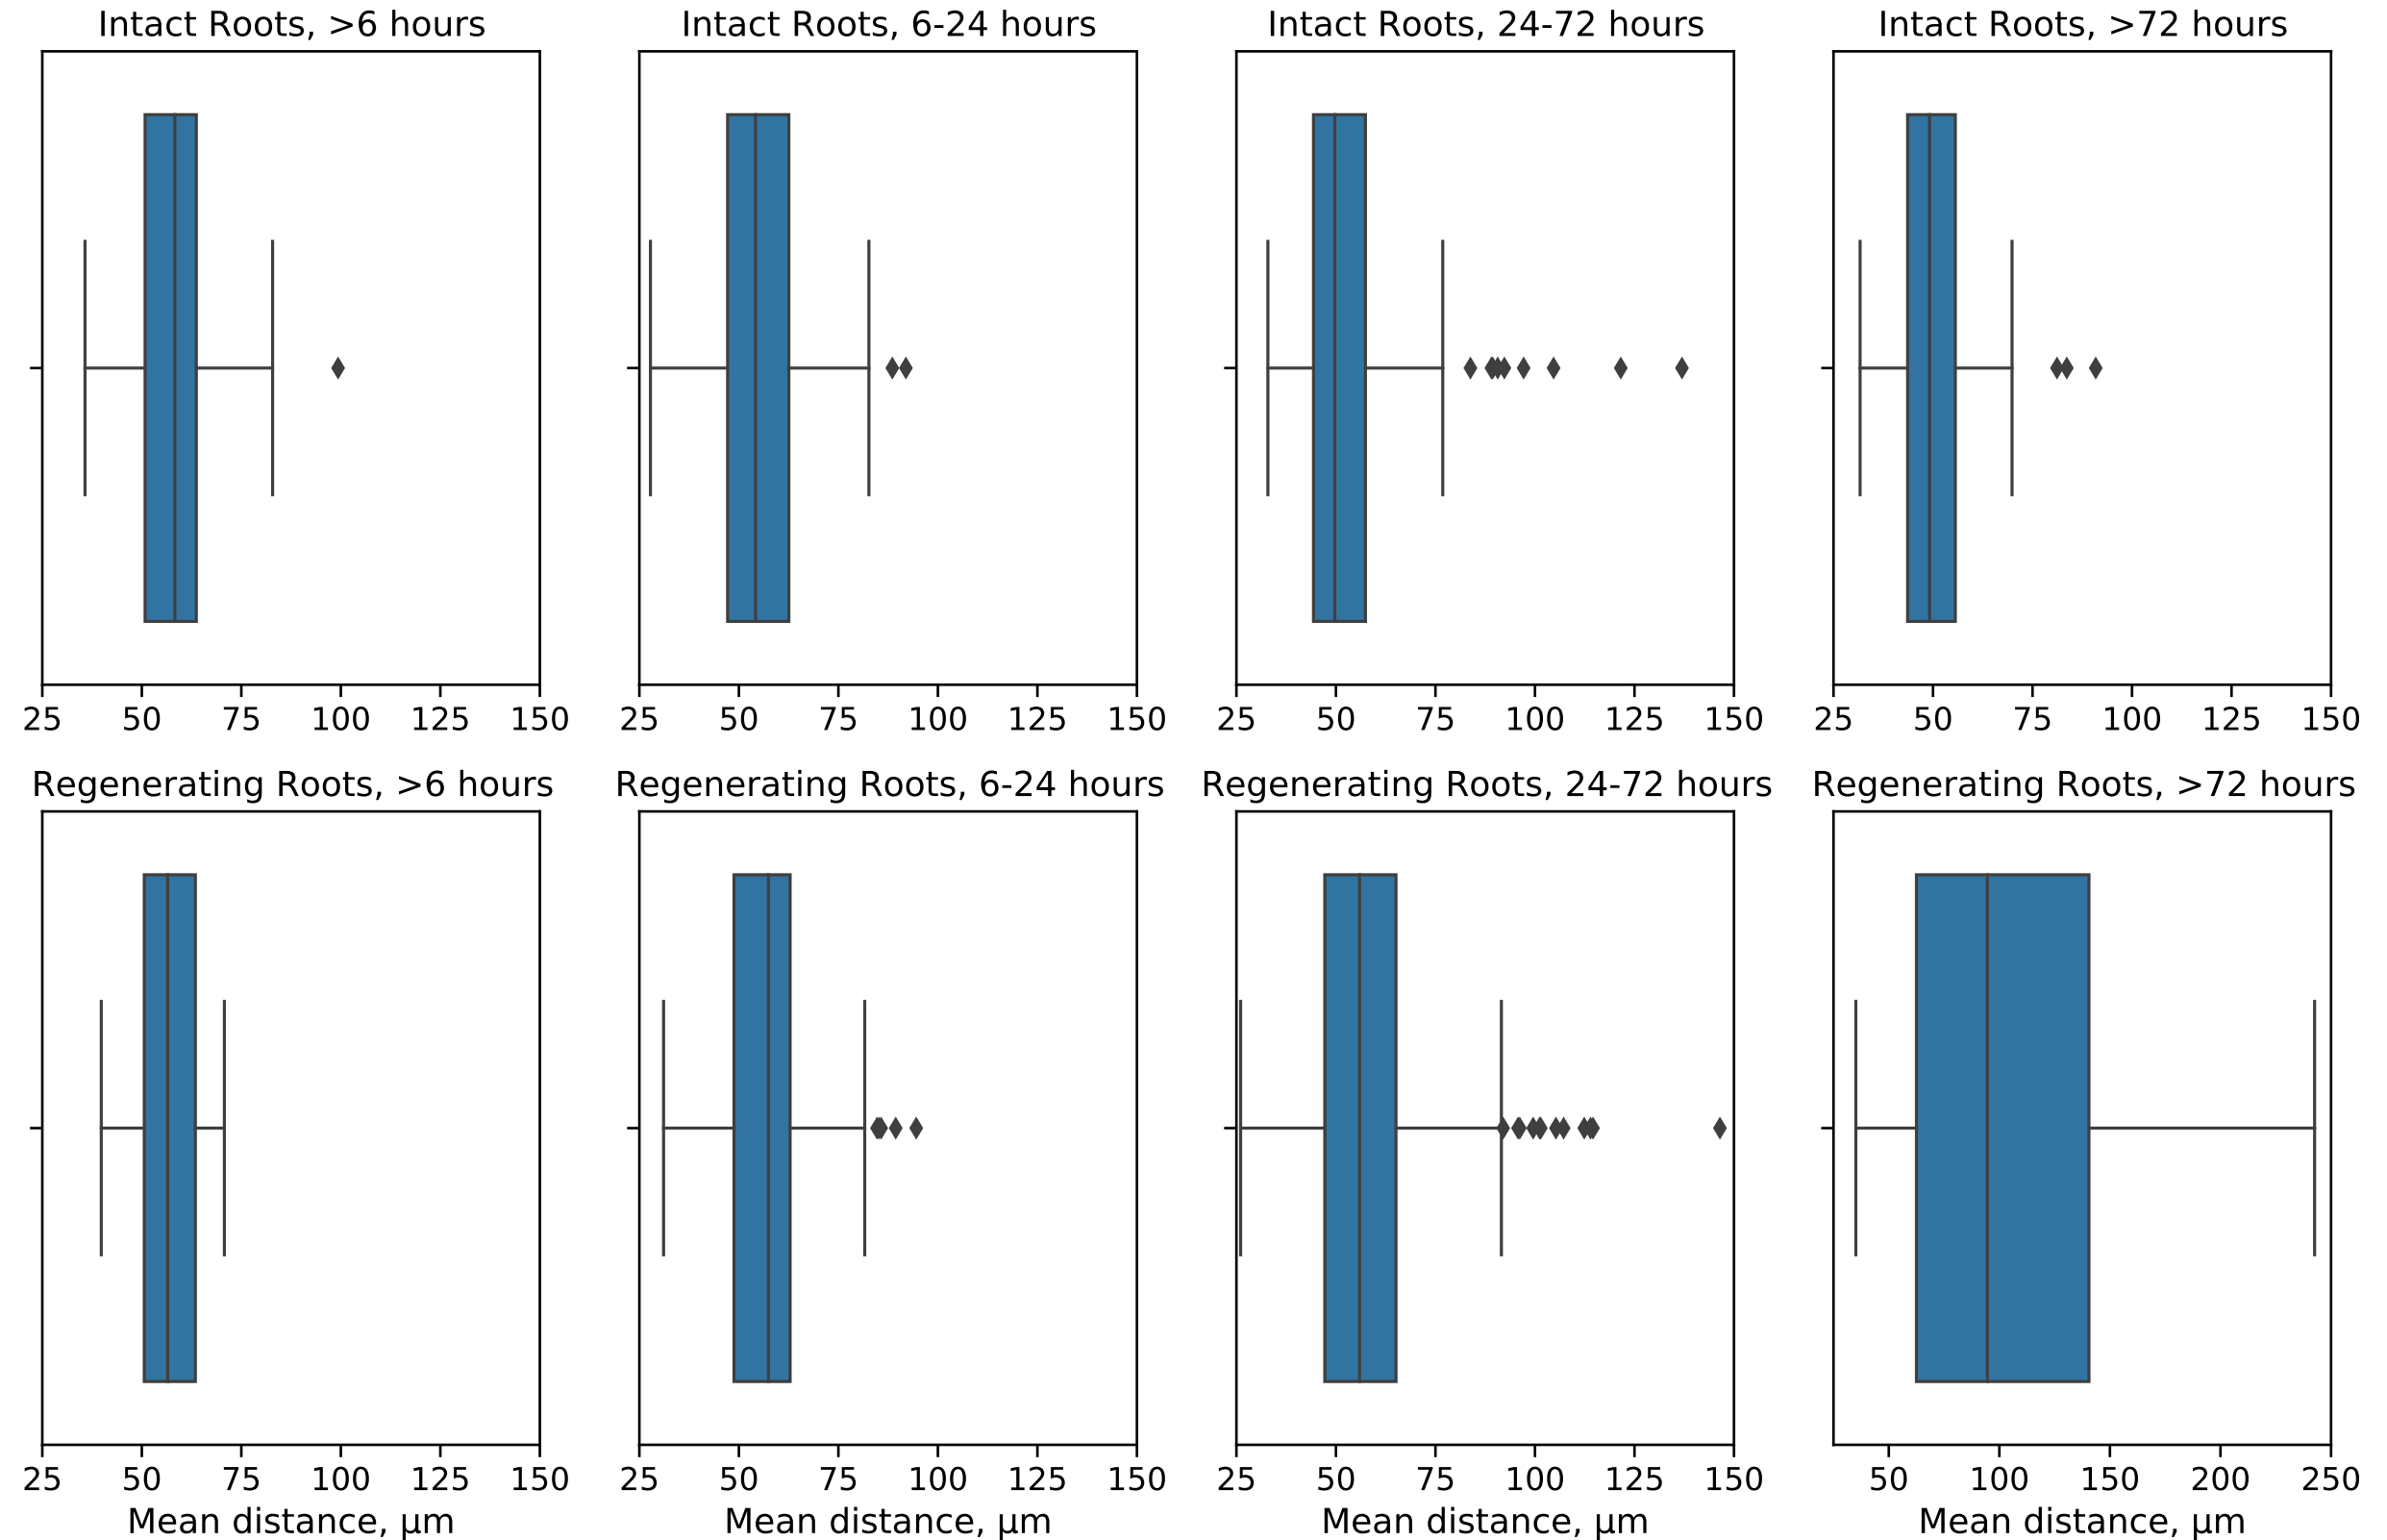 Intact Roots, >6 hours
Intact Roots, 6-24 hours
Intact Roots, 24-72 hours
Intact Roots, >72 hours
25 50 75 100 125 150
25 50 75 100 125 150
25 50 75 100 125 150
25 50 75 100 125 150
Regenerating Roots, >6 hours
Regenerating Roots, 6-24 hours
Regenerating Roots, 24-72 hours
Regenerating Roots, >72 hours
25 50 75 100 125 150
25 50 75 100 125 150
25 50 75 100 125 150
50 100 150 200 250
Mean distance, μm
Mean distance, μm
Mean distance, μm
Mean distance, μm